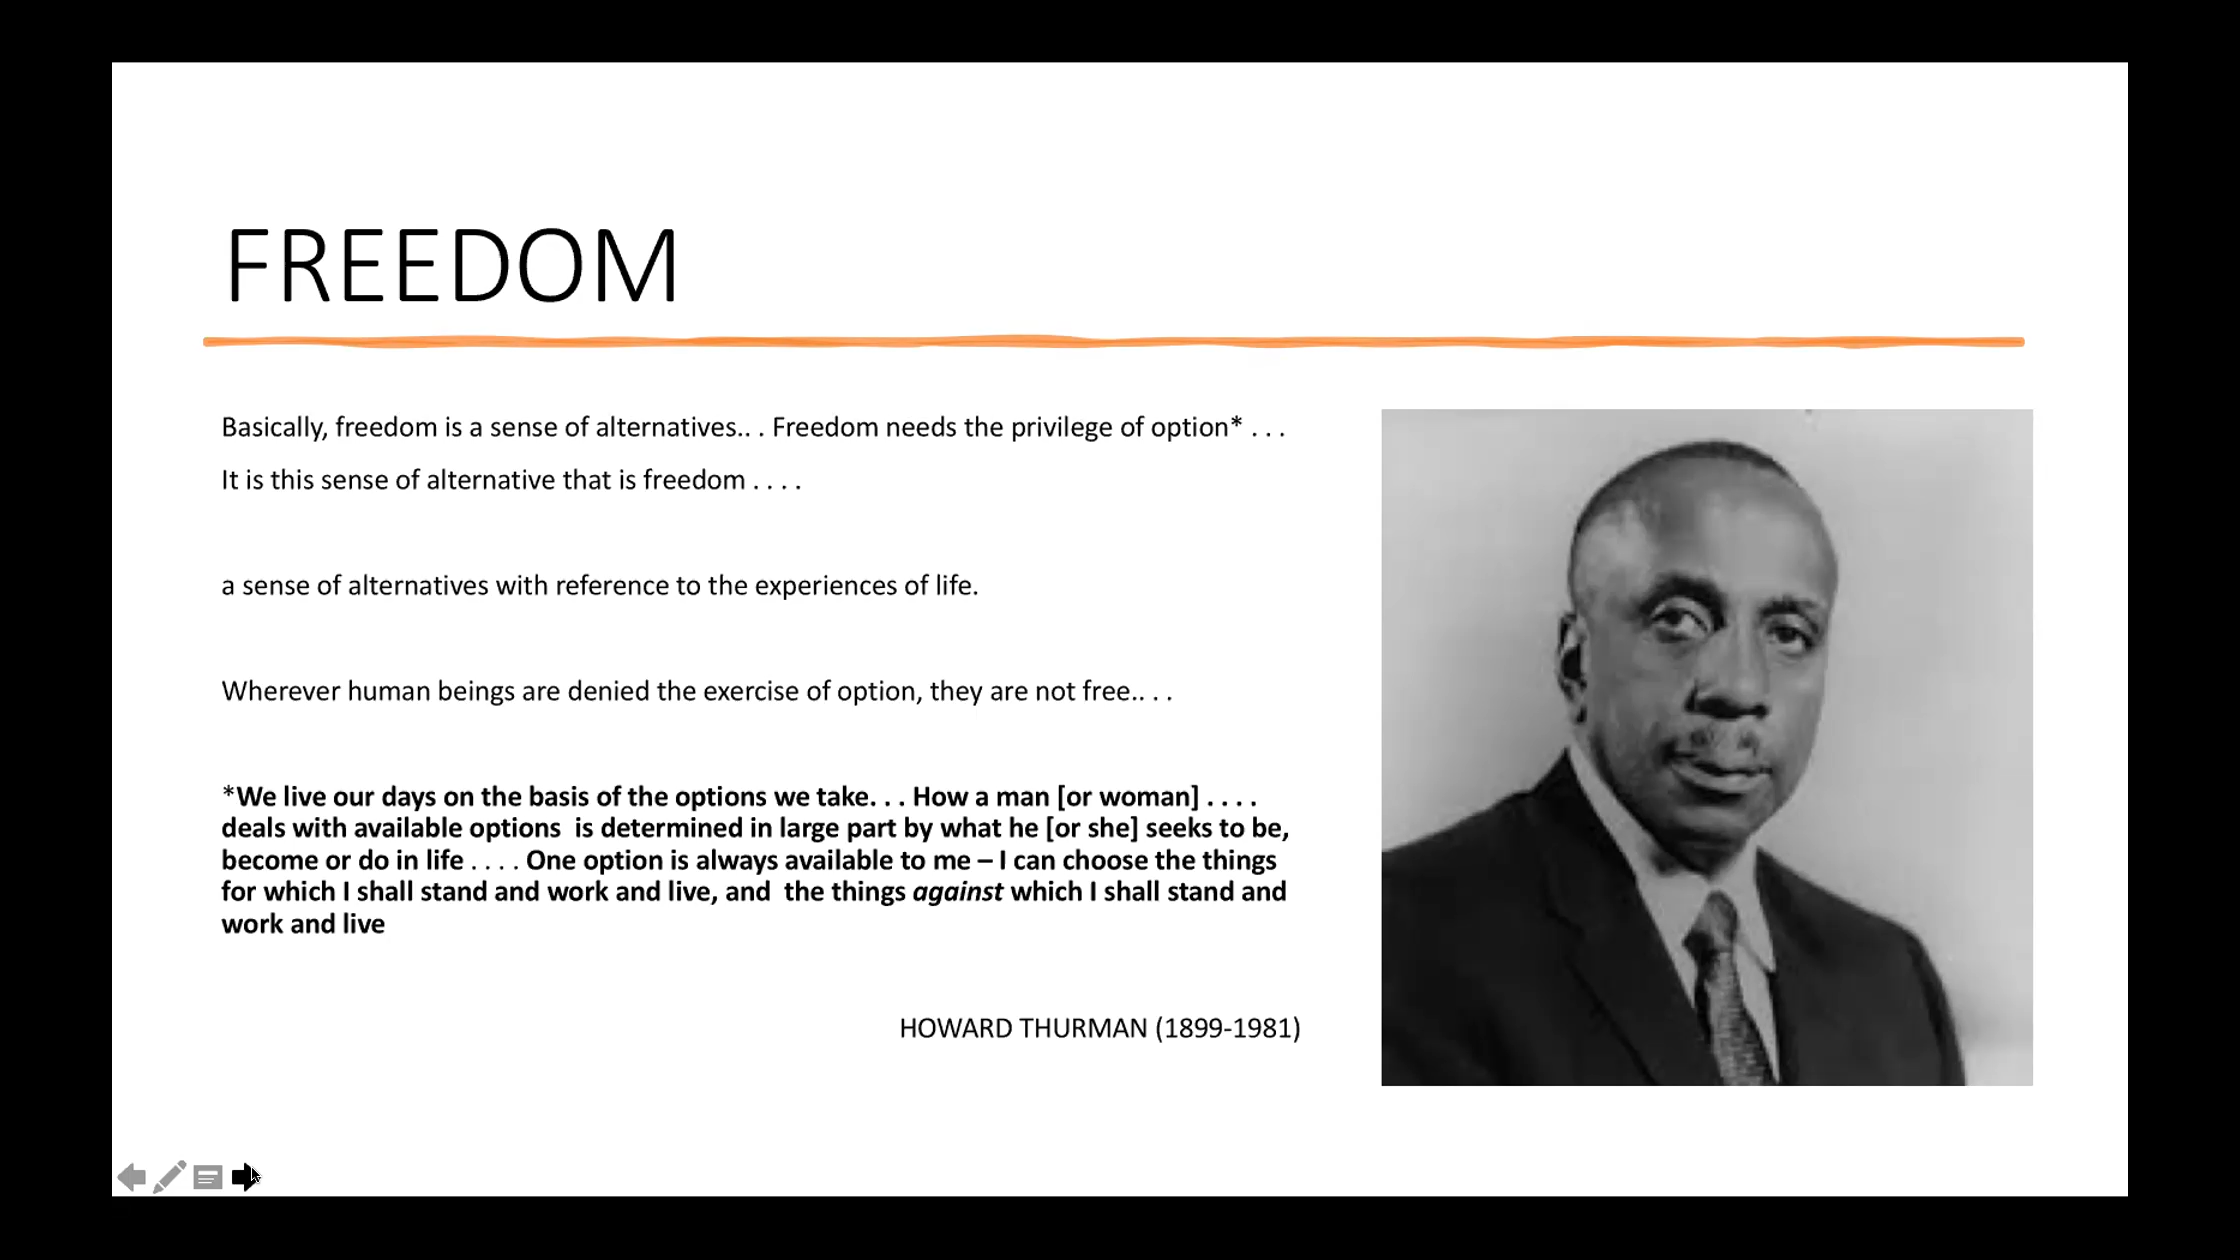 FREEDOM
Basically, freedom is a sense of alternatives.. . Freedom needs the privilege of option* . . .
It is this sense of alternative that is freedom . . . .
a sense of alternatives with reference to the experiences of life.
Wherever human beings are denied the exercise of option, they are not free.. . .
*We live our days on the basis of the options we take. . . How a man [or woman] . . . .
deals with available options  is determined in large part by what he [or she] seeks to be,
become or do in life . . . . One option is always available to me – I can choose the things
for which I shall stand and work and live, and  the things against which I shall stand and
work and live
HOWARD THURMAN (1899-1981)